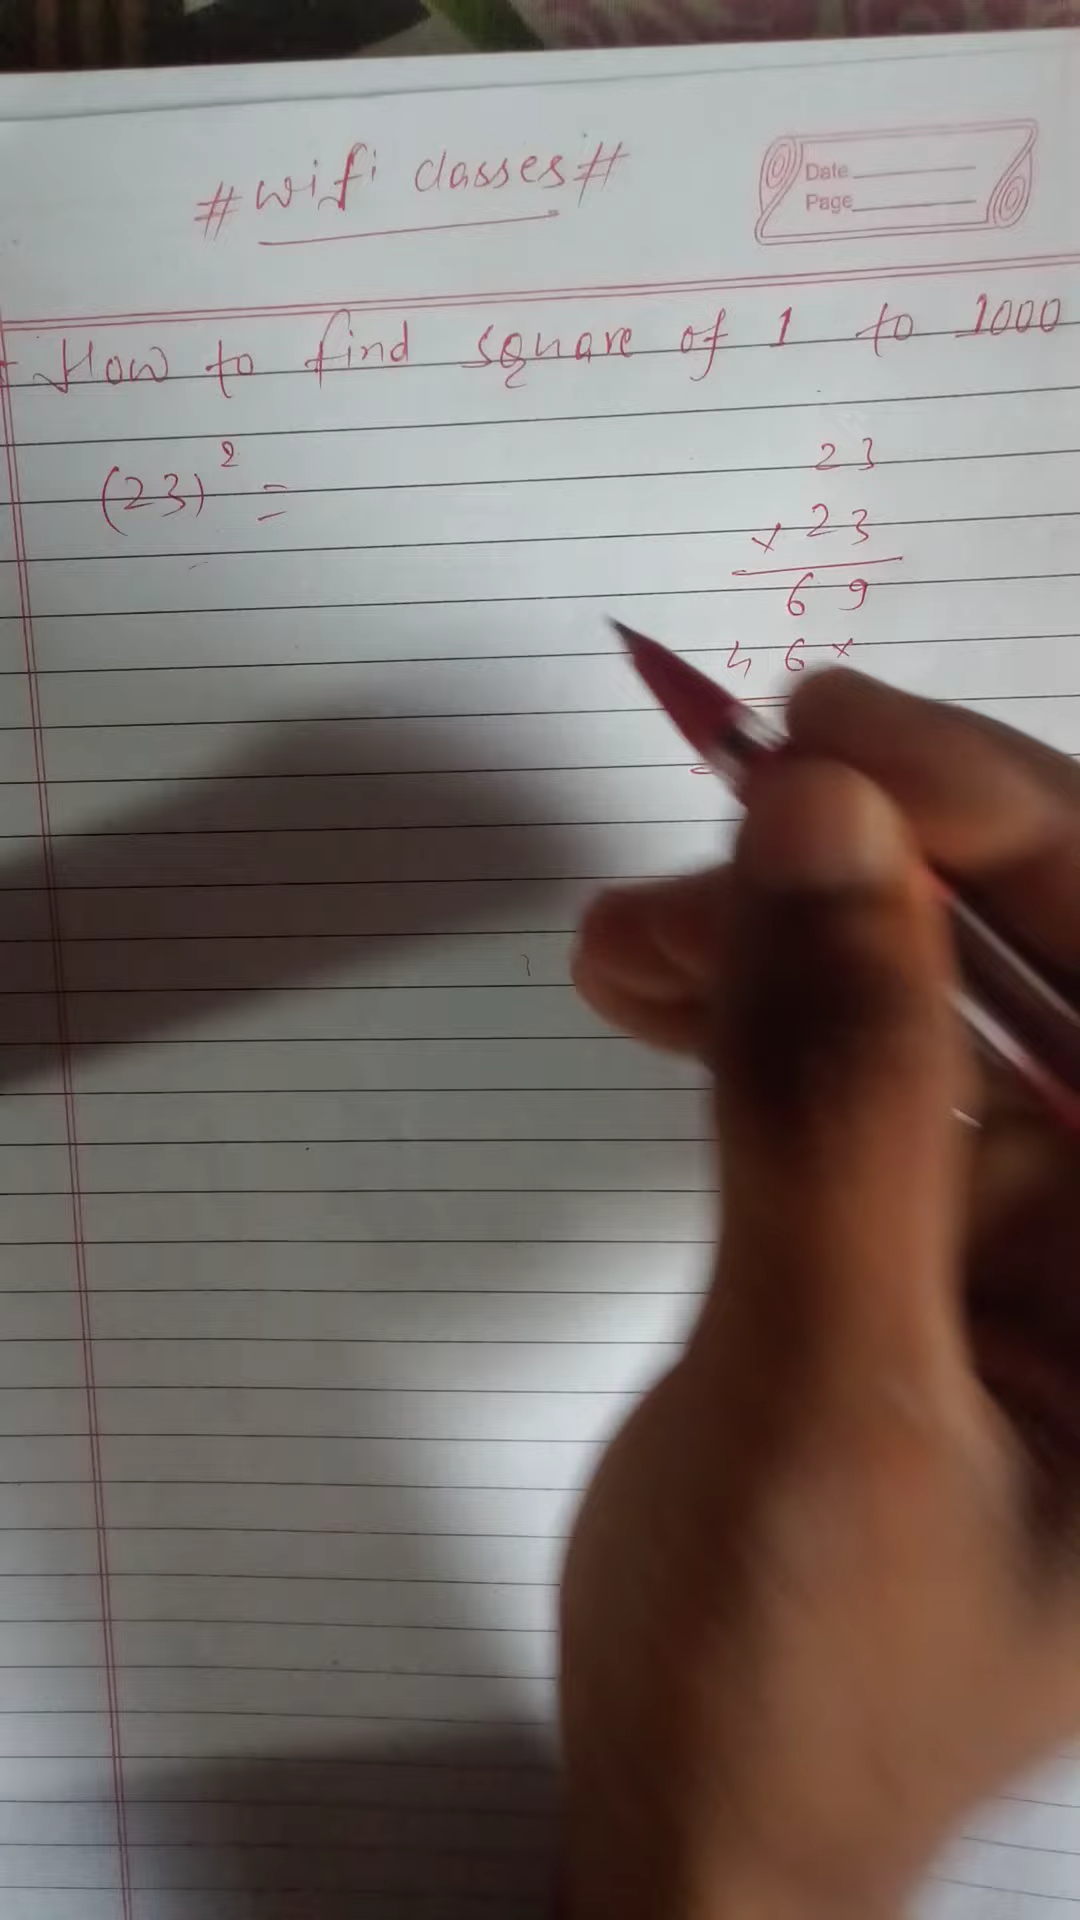 #wifi classes#
Date
Page
How to find square of 1 to 1000
(23)² =
23
× 23
69
46×